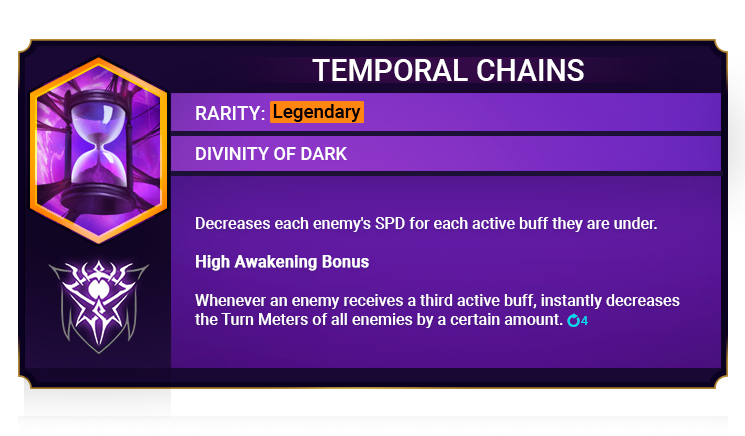 TEMPORAL CHAINS
RARITY: Legendary
DIVINITY OF DARK
Decreases each enemy's SPD for each active buff they are under.
High Awakening Bonus
Whenever an enemy receives a third active buff, instantly decreases
the Turn Meters of all enemies by a certain amount. 4